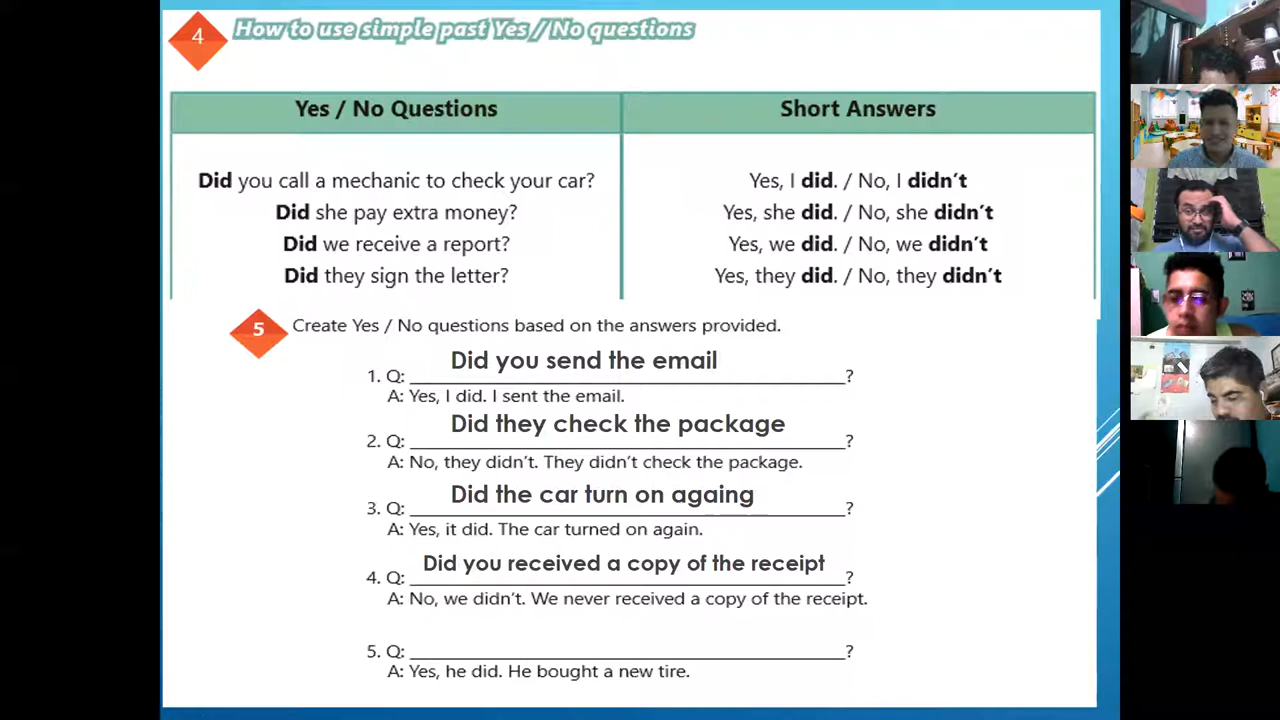 4 How to use simple past Yes / No questions
Yes / No Questions
Short Answers
Did you call a mechanic to check your car?
Yes, I did. / No, I didn't
Did she pay extra money?
Yes, she did. / No, she didn't
Did we receive a report?
Yes, we did. / No, we didn't
Did they sign the letter?
Yes, they did. / No, they didn't
5 Create Yes / No questions based on the answers provided.
1. Q: Did you send the email ?
A: Yes, I did. I sent the email.
2. Q: Did they check the package ?
A: No, they didn't. They didn't check the package.
3. Q: Did the car turn on againg ?
A: Yes, it did. The car turned on again.
4. Q: Did you received a copy of the receipt ?
A: No, we didn't. We never received a copy of the receipt.
5. Q: ?
A: Yes, he did. He bought a new tire.